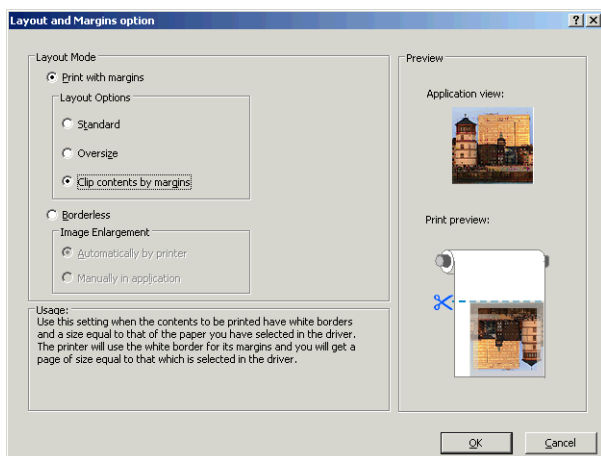 Layout and Margins option
Layout Mode
Print with margins
Layout Options
Standard
Oversize
Clip contents by margins
Borderless
Image Enlargement
Automatically by printer
Manually in application
Usage:
Use this setting when the contents to be printed have white borders
and a size equal to that of the paper you have selected in the driver.
The printer will use the white border for its margins and you will get a
page of size equal to that which is selected in the driver.
Preview
Application view:
Print preview:
OK
Cancel